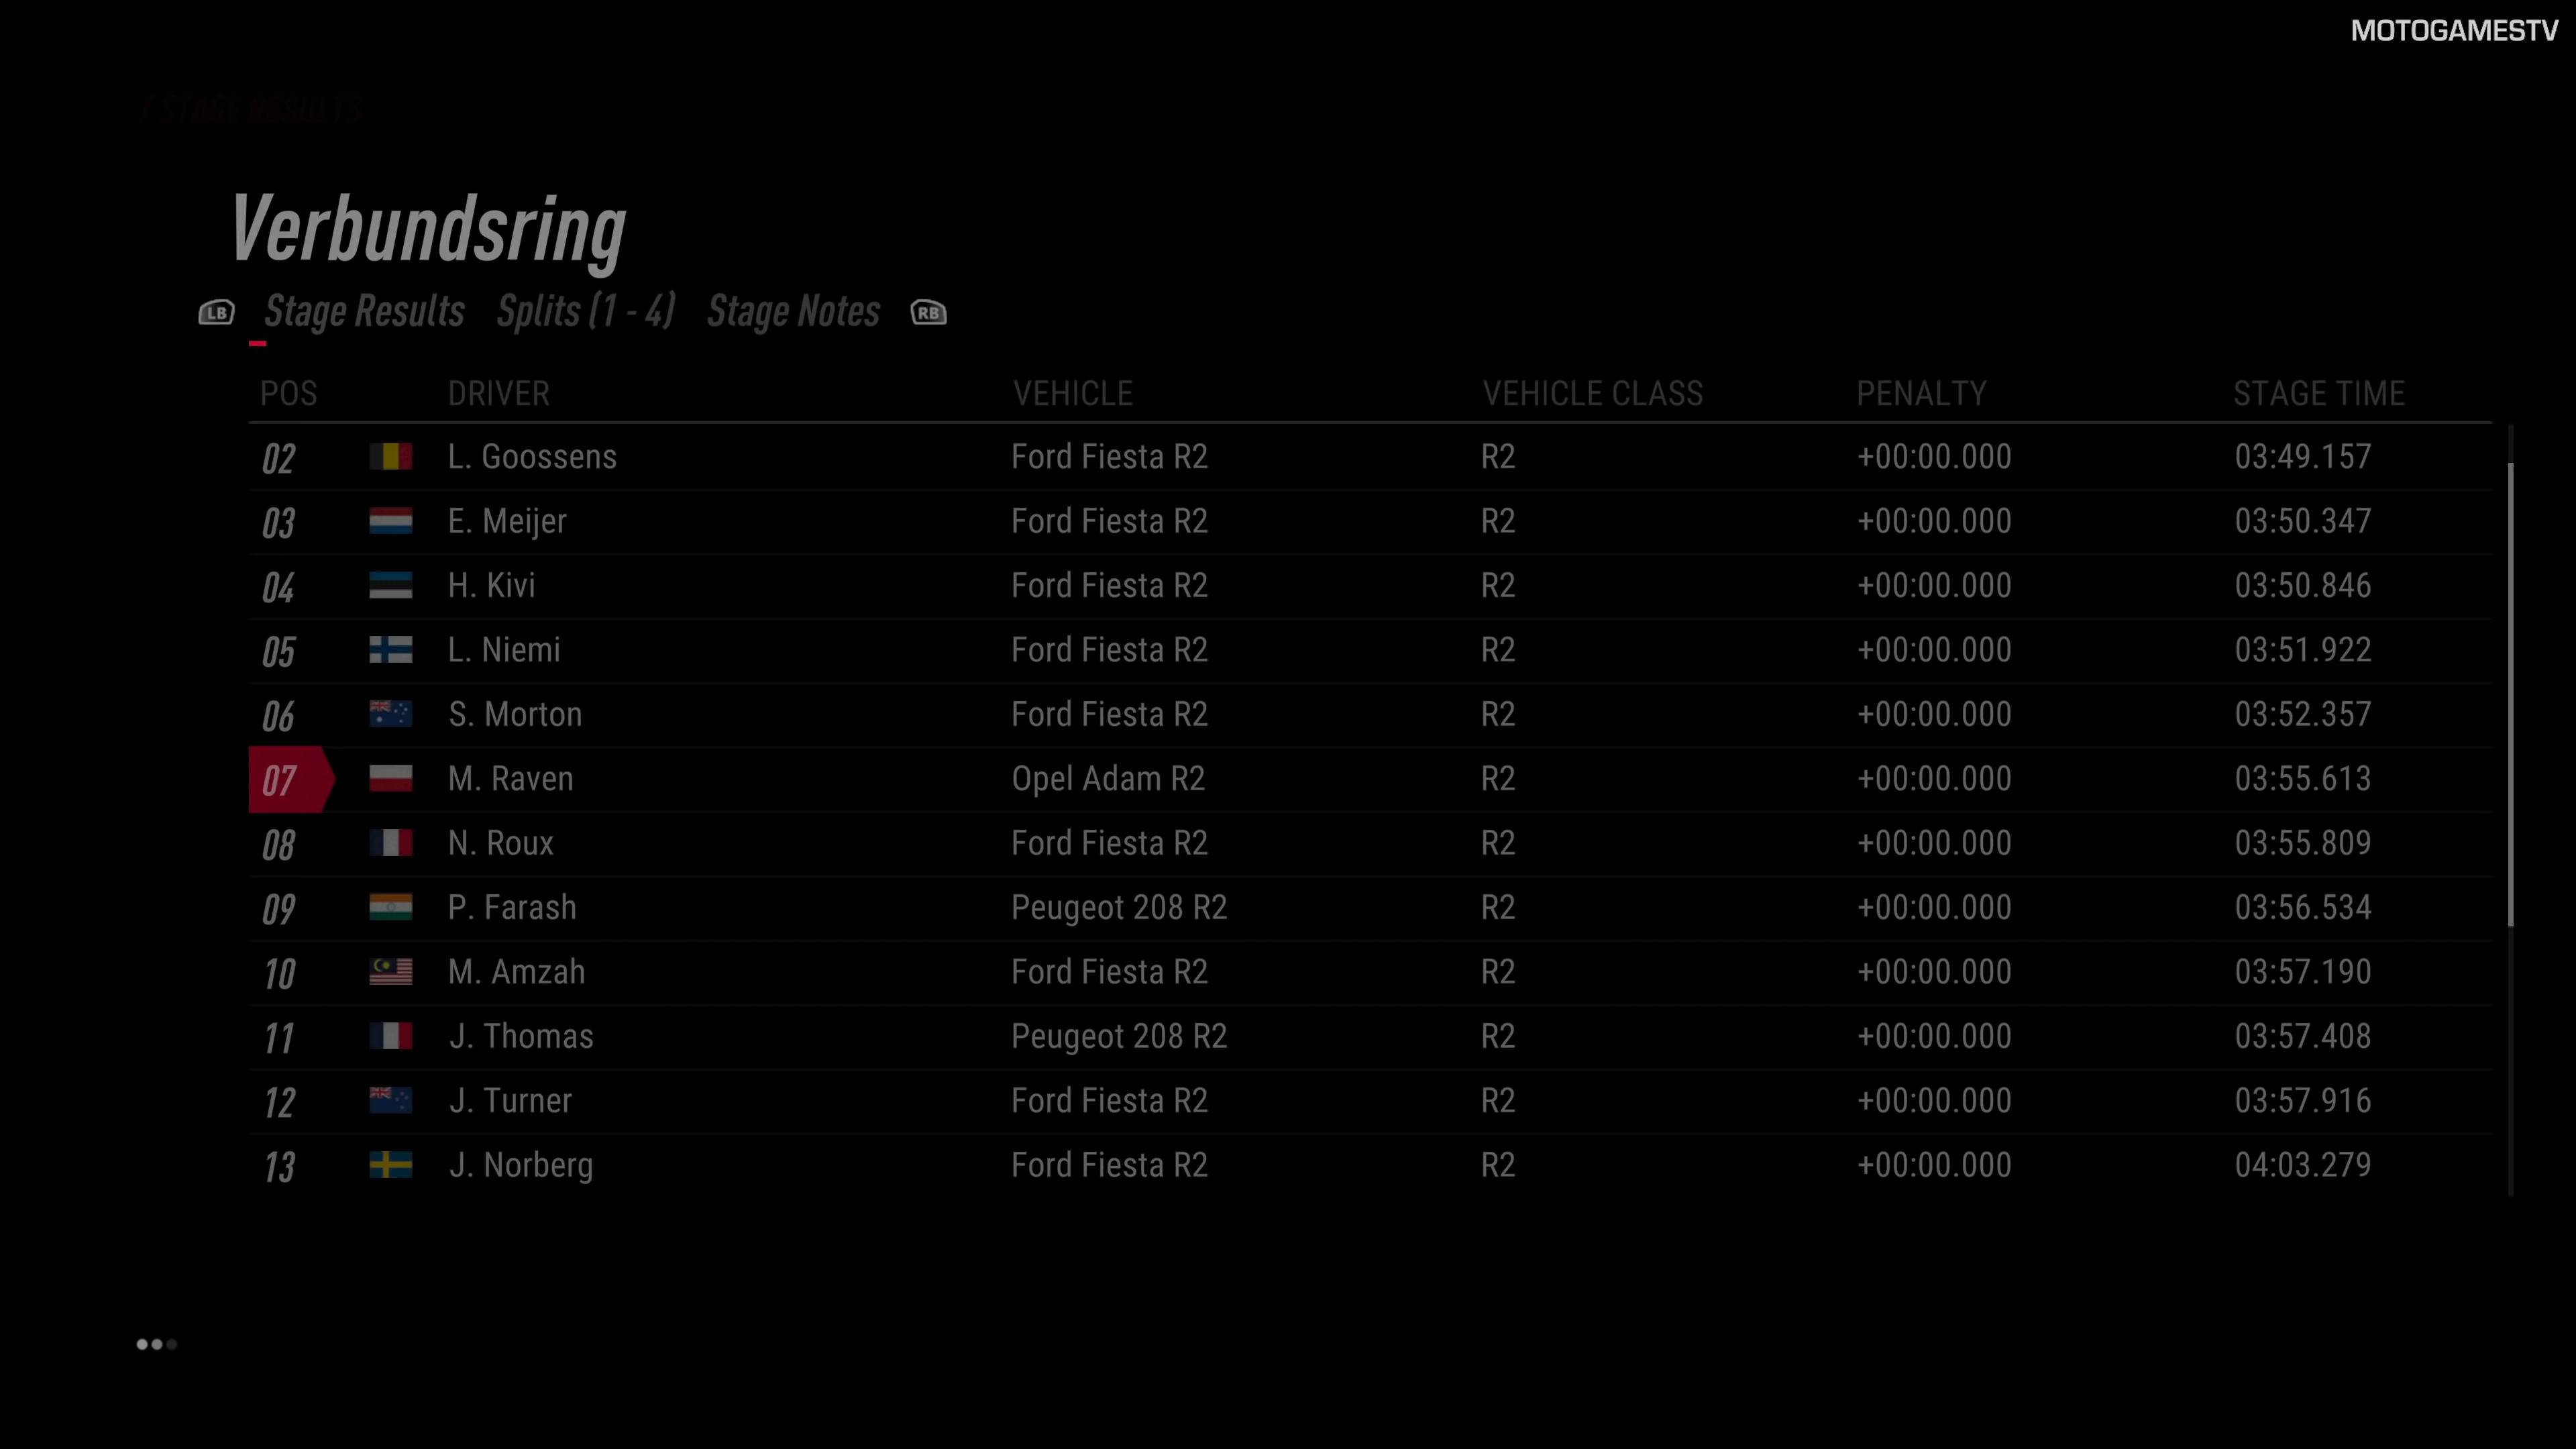 MOTOGAMESTV
/ STAGE RESULTS
Verbundsring
LB Stage Results Splits (1 - 4) Stage Notes RB
POS DRIVER VEHICLE VEHICLE CLASS PENALTY STAGE TIME
02 L. Goossens Ford Fiesta R2 R2 +00:00.000 03:49.157
03 E. Meijer Ford Fiesta R2 R2 +00:00.000 03:50.347
04 H. Kivi Ford Fiesta R2 R2 +00:00.000 03:50.846
05 L. Niemi Ford Fiesta R2 R2 +00:00.000 03:51.922
06 S. Morton Ford Fiesta R2 R2 +00:00.000 03:52.357
07 M. Raven Opel Adam R2 R2 +00:00.000 03:55.613
08 N. Roux Ford Fiesta R2 R2 +00:00.000 03:55.809
09 P. Farash Peugeot 208 R2 R2 +00:00.000 03:56.534
10 M. Amzah Ford Fiesta R2 R2 +00:00.000 03:57.190
11 J. Thomas Peugeot 208 R2 R2 +00:00.000 03:57.408
12 J. Turner Ford Fiesta R2 R2 +00:00.000 03:57.916
13 J. Norberg Ford Fiesta R2 R2 +00:00.000 04:03.279